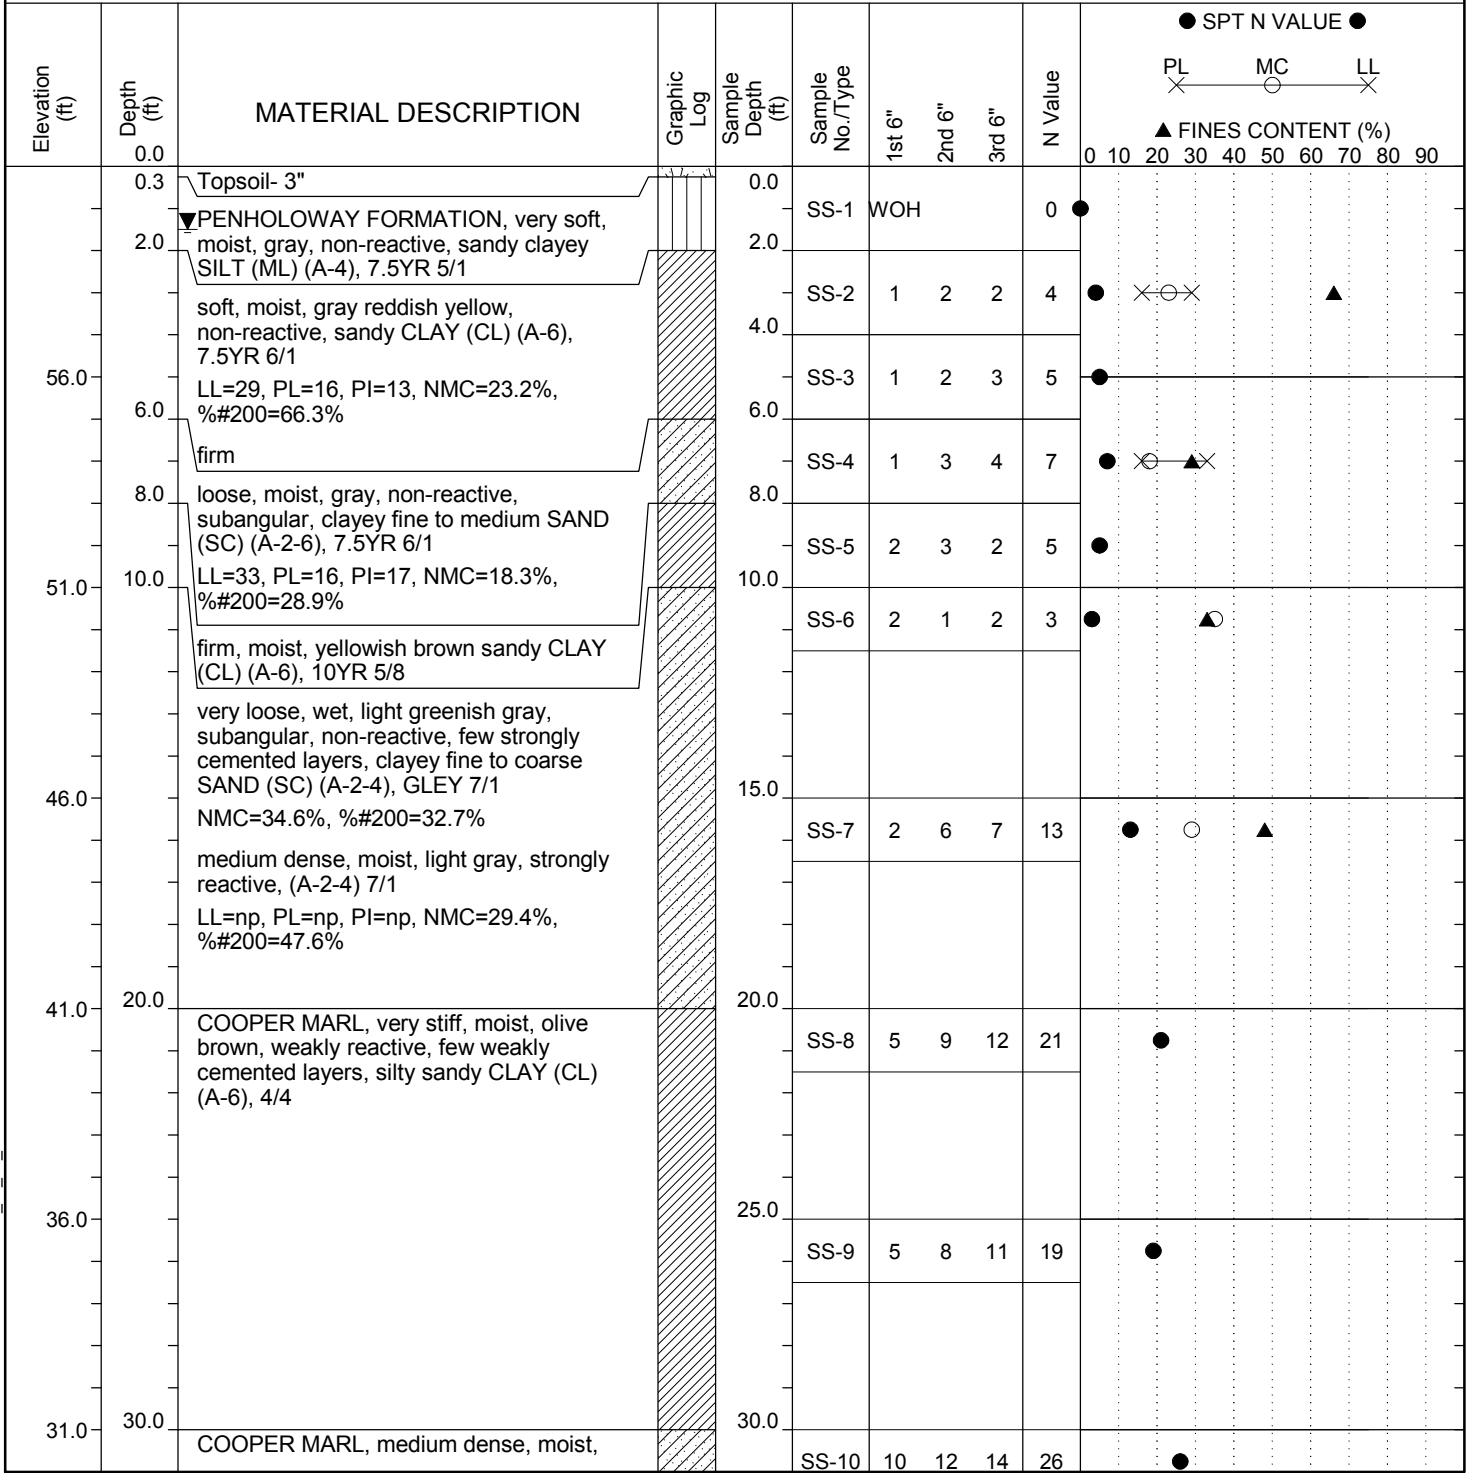 ● SPT N VALUE ●
PL MC LL
▲ FINES CONTENT (%)
0 10 20 30 40 50 60 70 80 90
Elevation (ft)
Depth (ft)
0.0
MATERIAL DESCRIPTION
Graphic Log
Sample Depth (ft)
Sample No./Type
1st 6"
2nd 6"
3rd 6"
N Value
0.3 Topsoil- 3" 0.0
SS-1 WOH 0
PENHOLOWAY FORMATION, very soft,
2.0 moist, gray, non-reactive, sandy clayey 2.0
SILT (ML) (A-4), 7.5YR 5/1
SS-2 1 2 2 4
soft, moist, gray reddish yellow,
non-reactive, sandy CLAY (CL) (A-6), 4.0
7.5YR 6/1
56.0 SS-3 1 2 3 5
LL=29, PL=16, PI=13, NMC=23.2%,
6.0 %#200=66.3% 6.0
firm SS-4 1 3 4 7
8.0 loose, moist, gray, non-reactive, 8.0
subangular, clayey fine to medium SAND
(SC) (A-2-6), 7.5YR 6/1 SS-5 2 3 2 5
51.0 10.0 LL=33, PL=16, PI=17, NMC=18.3%, 10.0
%#200=28.9%
SS-6 2 1 2 3
firm, moist, yellowish brown sandy CLAY
(CL) (A-6), 10YR 5/8
very loose, wet, light greenish gray,
subangular, non-reactive, few strongly
cemented layers, clayey fine to coarse
SAND (SC) (A-2-4), GLEY 7/1
46.0 15.0
NMC=34.6%, %#200=32.7%
SS-7 2 6 7 13
medium dense, moist, light gray, strongly
reactive, (A-2-4) 7/1
LL=np, PL=np, PI=np, NMC=29.4%,
%#200=47.6%
41.0 20.0 20.0
COOPER MARL, very stiff, moist, olive
brown, weakly reactive, few weakly SS-8 5 9 12 21
cemented layers, silty sandy CLAY (CL)
(A-6), 4/4
36.0 25.0
SS-9 5 8 11 19
31.0 30.0 30.0
COOPER MARL, medium dense, moist,
SS-10 10 12 14 26